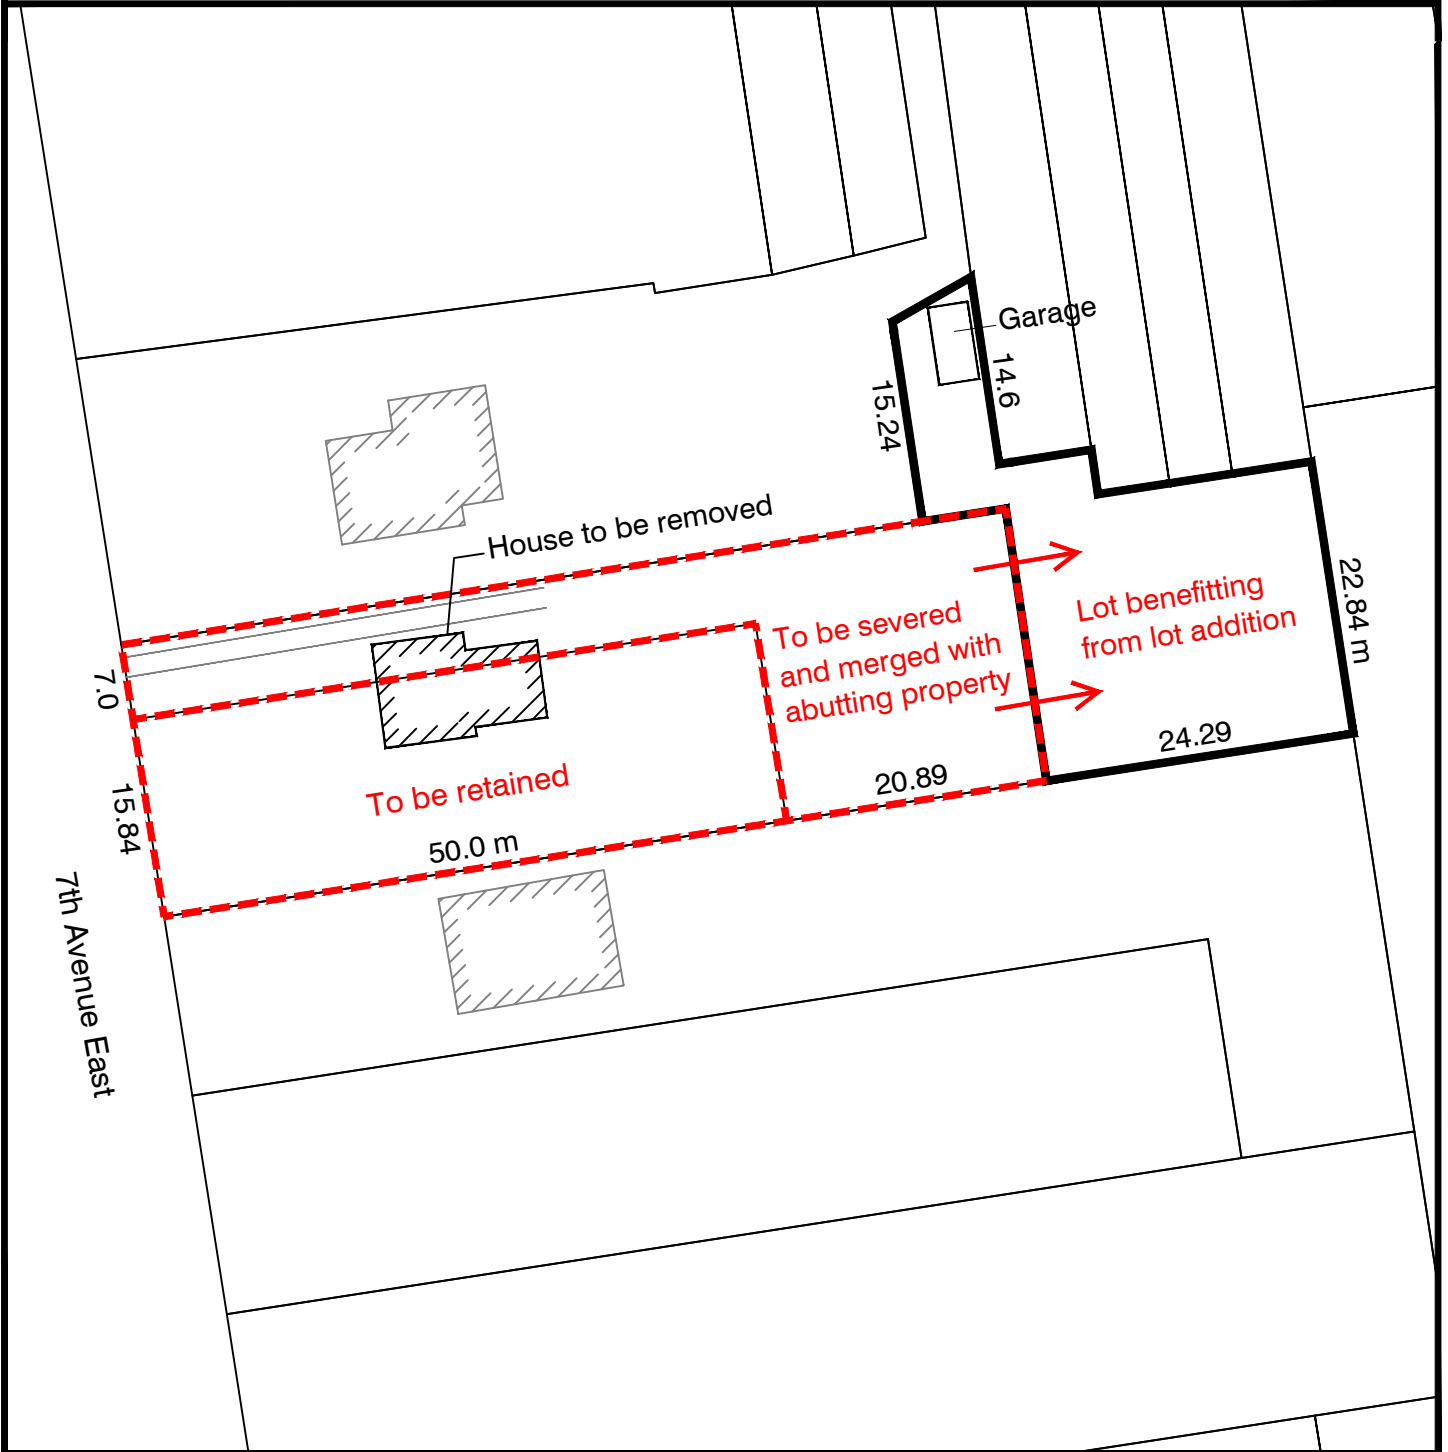 Garage
14.6
15.24
House to be removed
Lot benefitting
from lot addition
22.84 m
To be severed
and merged with
abutting property
7.0
15.84
To be retained
24.29
20.89
50.0 m
7th Avenue East